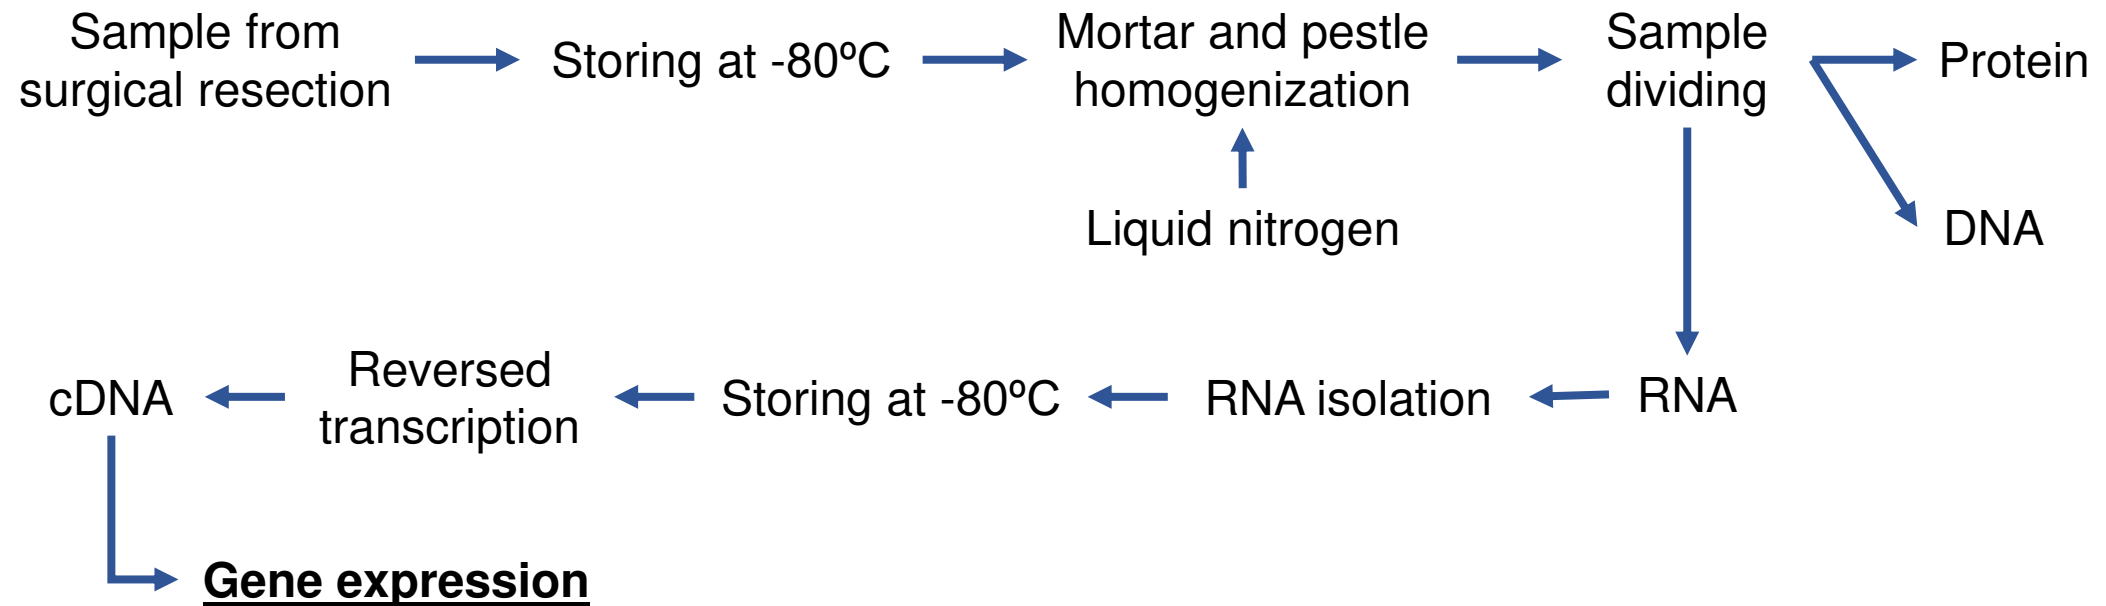 Sample from
surgical resection
Storing at -80ºC
Mortar and pestle
homogenization
Sample
dividing
Protein
Liquid nitrogen
DNA
cDNA
Reversed
transcription
Storing at -80ºC
RNA isolation
RNA
Gene expression